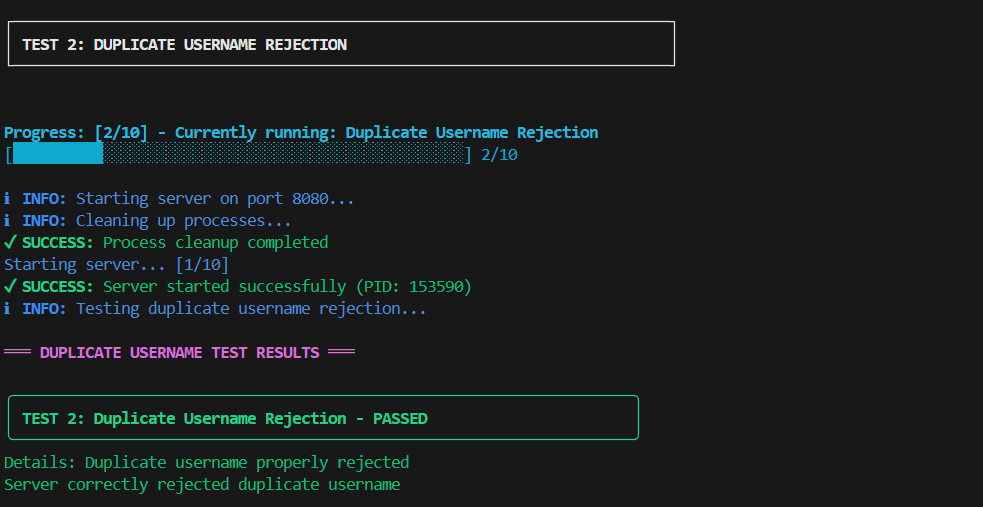 TEST 2: DUPLICATE USERNAME REJECTION
Progress: [2/10] - Currently running: Duplicate Username Rejection
[██████████░░░░░░░░░░░░░░░░░░░░░░░░░░░░░░░░░░░░░░░░] 2/10
ℹ INFO: Starting server on port 8080...
ℹ INFO: Cleaning up processes...
✓ SUCCESS: Process cleanup completed
Starting server... [1/10]
✓ SUCCESS: Server started successfully (PID: 153590)
ℹ INFO: Testing duplicate username rejection...
═══ DUPLICATE USERNAME TEST RESULTS ═══
TEST 2: Duplicate Username Rejection - PASSED
Details: Duplicate username properly rejected
Server correctly rejected duplicate username